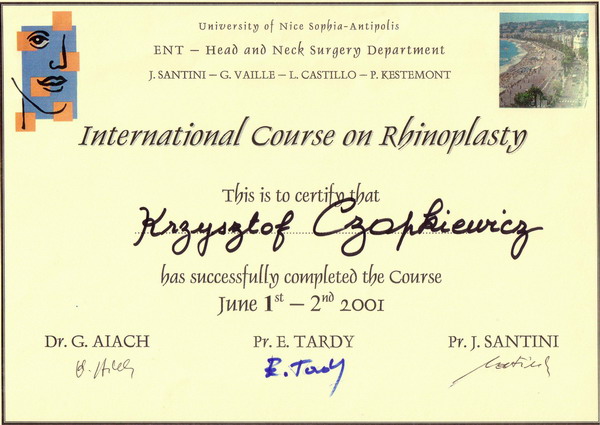 University of Nice Sophia-Antipolis
ENT – Head and Neck Surgery Department
J. SANTINI – G. VAILLE – L. CASTILLO – P. KESTEMONT
International Course on Rhinoplasty
This is to certify that
Krzysztof Czapkiewicz
has successfully completed the Course
June 1st – 2nd 2001
Dr. G. AIACH Pr. E. TARDY Pr. J. SANTINI
E. Tardy